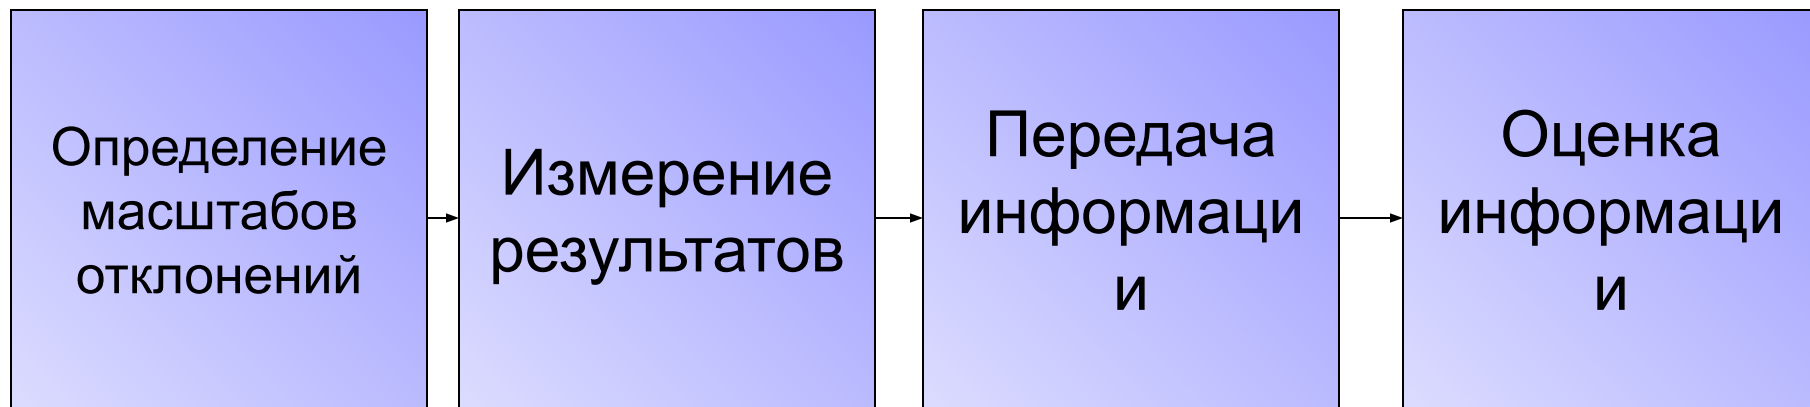 Определение
масштабов
отклонений
Измерение
результатов
Передача
информаци
и
Оценка
информаци
и